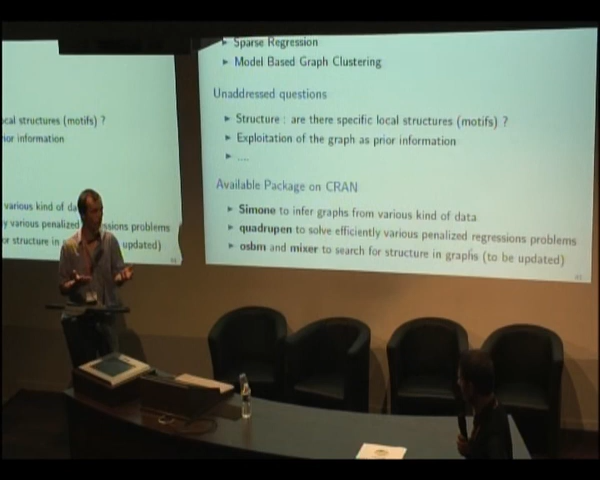 Sparse Regression
Model Based Graph Clustering
Unaddressed questions
Structure : are there specific local structures (motifs) ?
Exploitation of the graph as prior information
....
Available Package on CRAN
Simone to infer graphs from various kind of data
quadrupen to solve efficiently various penalized regressions problems
osbm and mixer to search for structure in graphs (to be updated)
cal structures (motifs) ?
ior information
various kind of da
y various penalized
ssions problems
or structure in
updated)